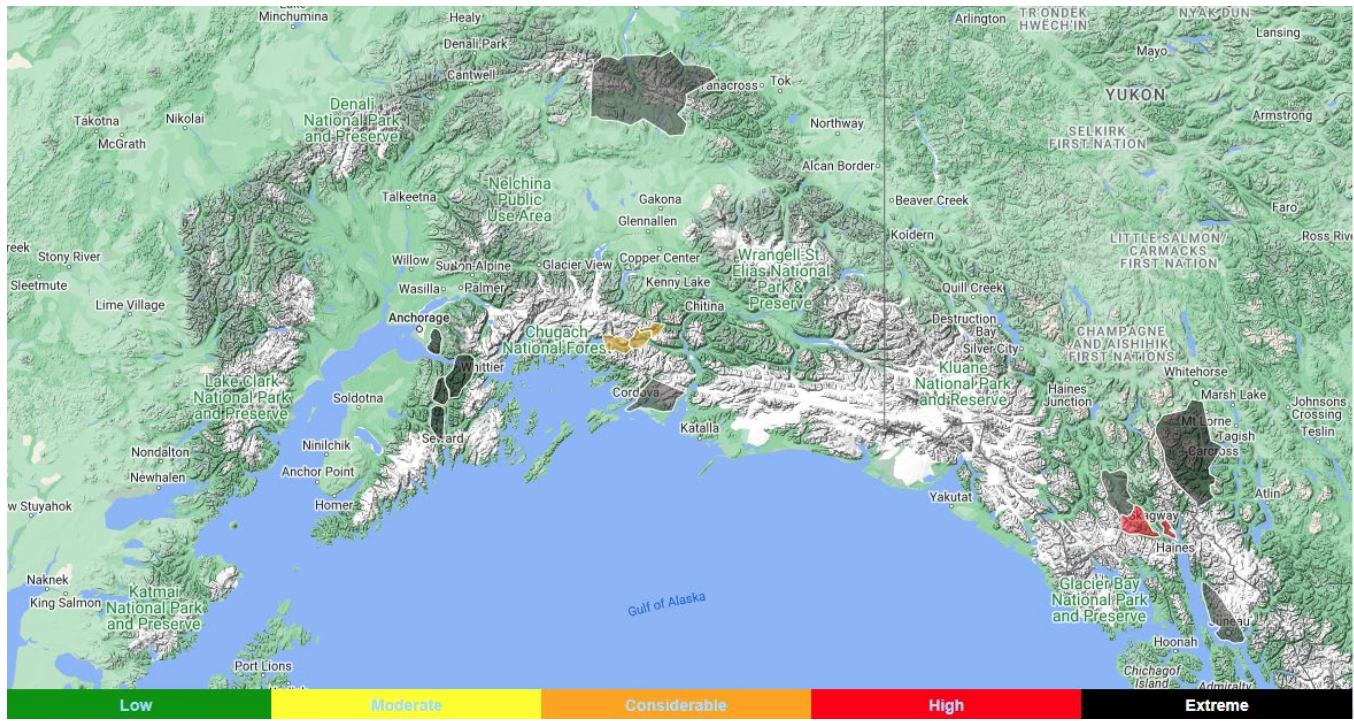 Minchumina
Healy
Denali Park
Cantwell
Arlington
TR'ONDEK
HWËCH'IN
NYAK DUN
Lansing
Mayo
Tanacross
Tok
YUKON
Armstrong
Takotna
Nikolai
McGrath
Denali
National Park
and Preserve
Northway
SELKIRK
FIRST NATION
Alcan Border
Talkeetna
Nelchina
Public
Use Area
Gakona
Glennallen
Beaver Creek
Faro
Koidern
LITTLE SALMON/
CARMACKS
FIRST NATION
Ross River
Stony River
Sleetmute
Lime Village
Willow
Sutton-Alpine
Glacier View
Copper Center
Wrangell-St.
Elias National
Park &
Preserve
Wasilla
Palmer
Kenny Lake
Chitina
Quill Creek
Anchorage
Chugach
National Forest
Destruction
Bay
Silver City
CHAMPAGNE
AND AISHIHIK
FIRST NATIONS
Whittier
Kluane
National Park
and Reserve
Whitehorse
Lake Clark
National Park
and Preserve
Soldotna
Cordova
Haines
Junction
Marsh Lake
Johnsons
Crossing
Katalla
Mt Lorne
Tagish
Teslin
Ninilchik
Seward
Carcross
Nondalton
Anchor Point
Newhalen
Homer
Yakutat
Atlin
w Stuyahok
Skagway
Haines
Naknek
King Salmon
Katmai
National Park
and Preserve
Gulf of Alaska
Glacier Bay
National Park
and Preserve
Juneau
Hoonah
Port Lions
Chichagof
Island
Admiralty
Low Moderate Considerable High Extreme